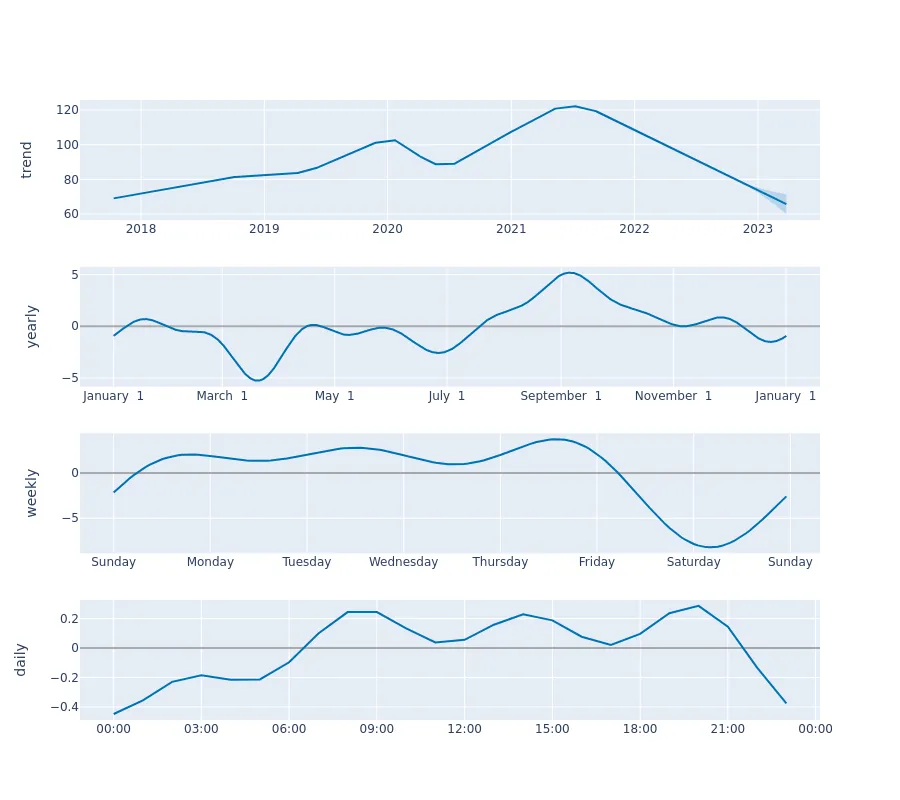 trend
120
100
80
60
2018 2019 2020 2021 2022 2023
yearly
5
0
−5
January 1 March 1 May 1 July 1 September 1 November 1 January 1
weekly
0
−5
Sunday Monday Tuesday Wednesday Thursday Friday Saturday Sunday
daily
0.2
0
−0.2
−0.4
00:00 03:00 06:00 09:00 12:00 15:00 18:00 21:00 00:00